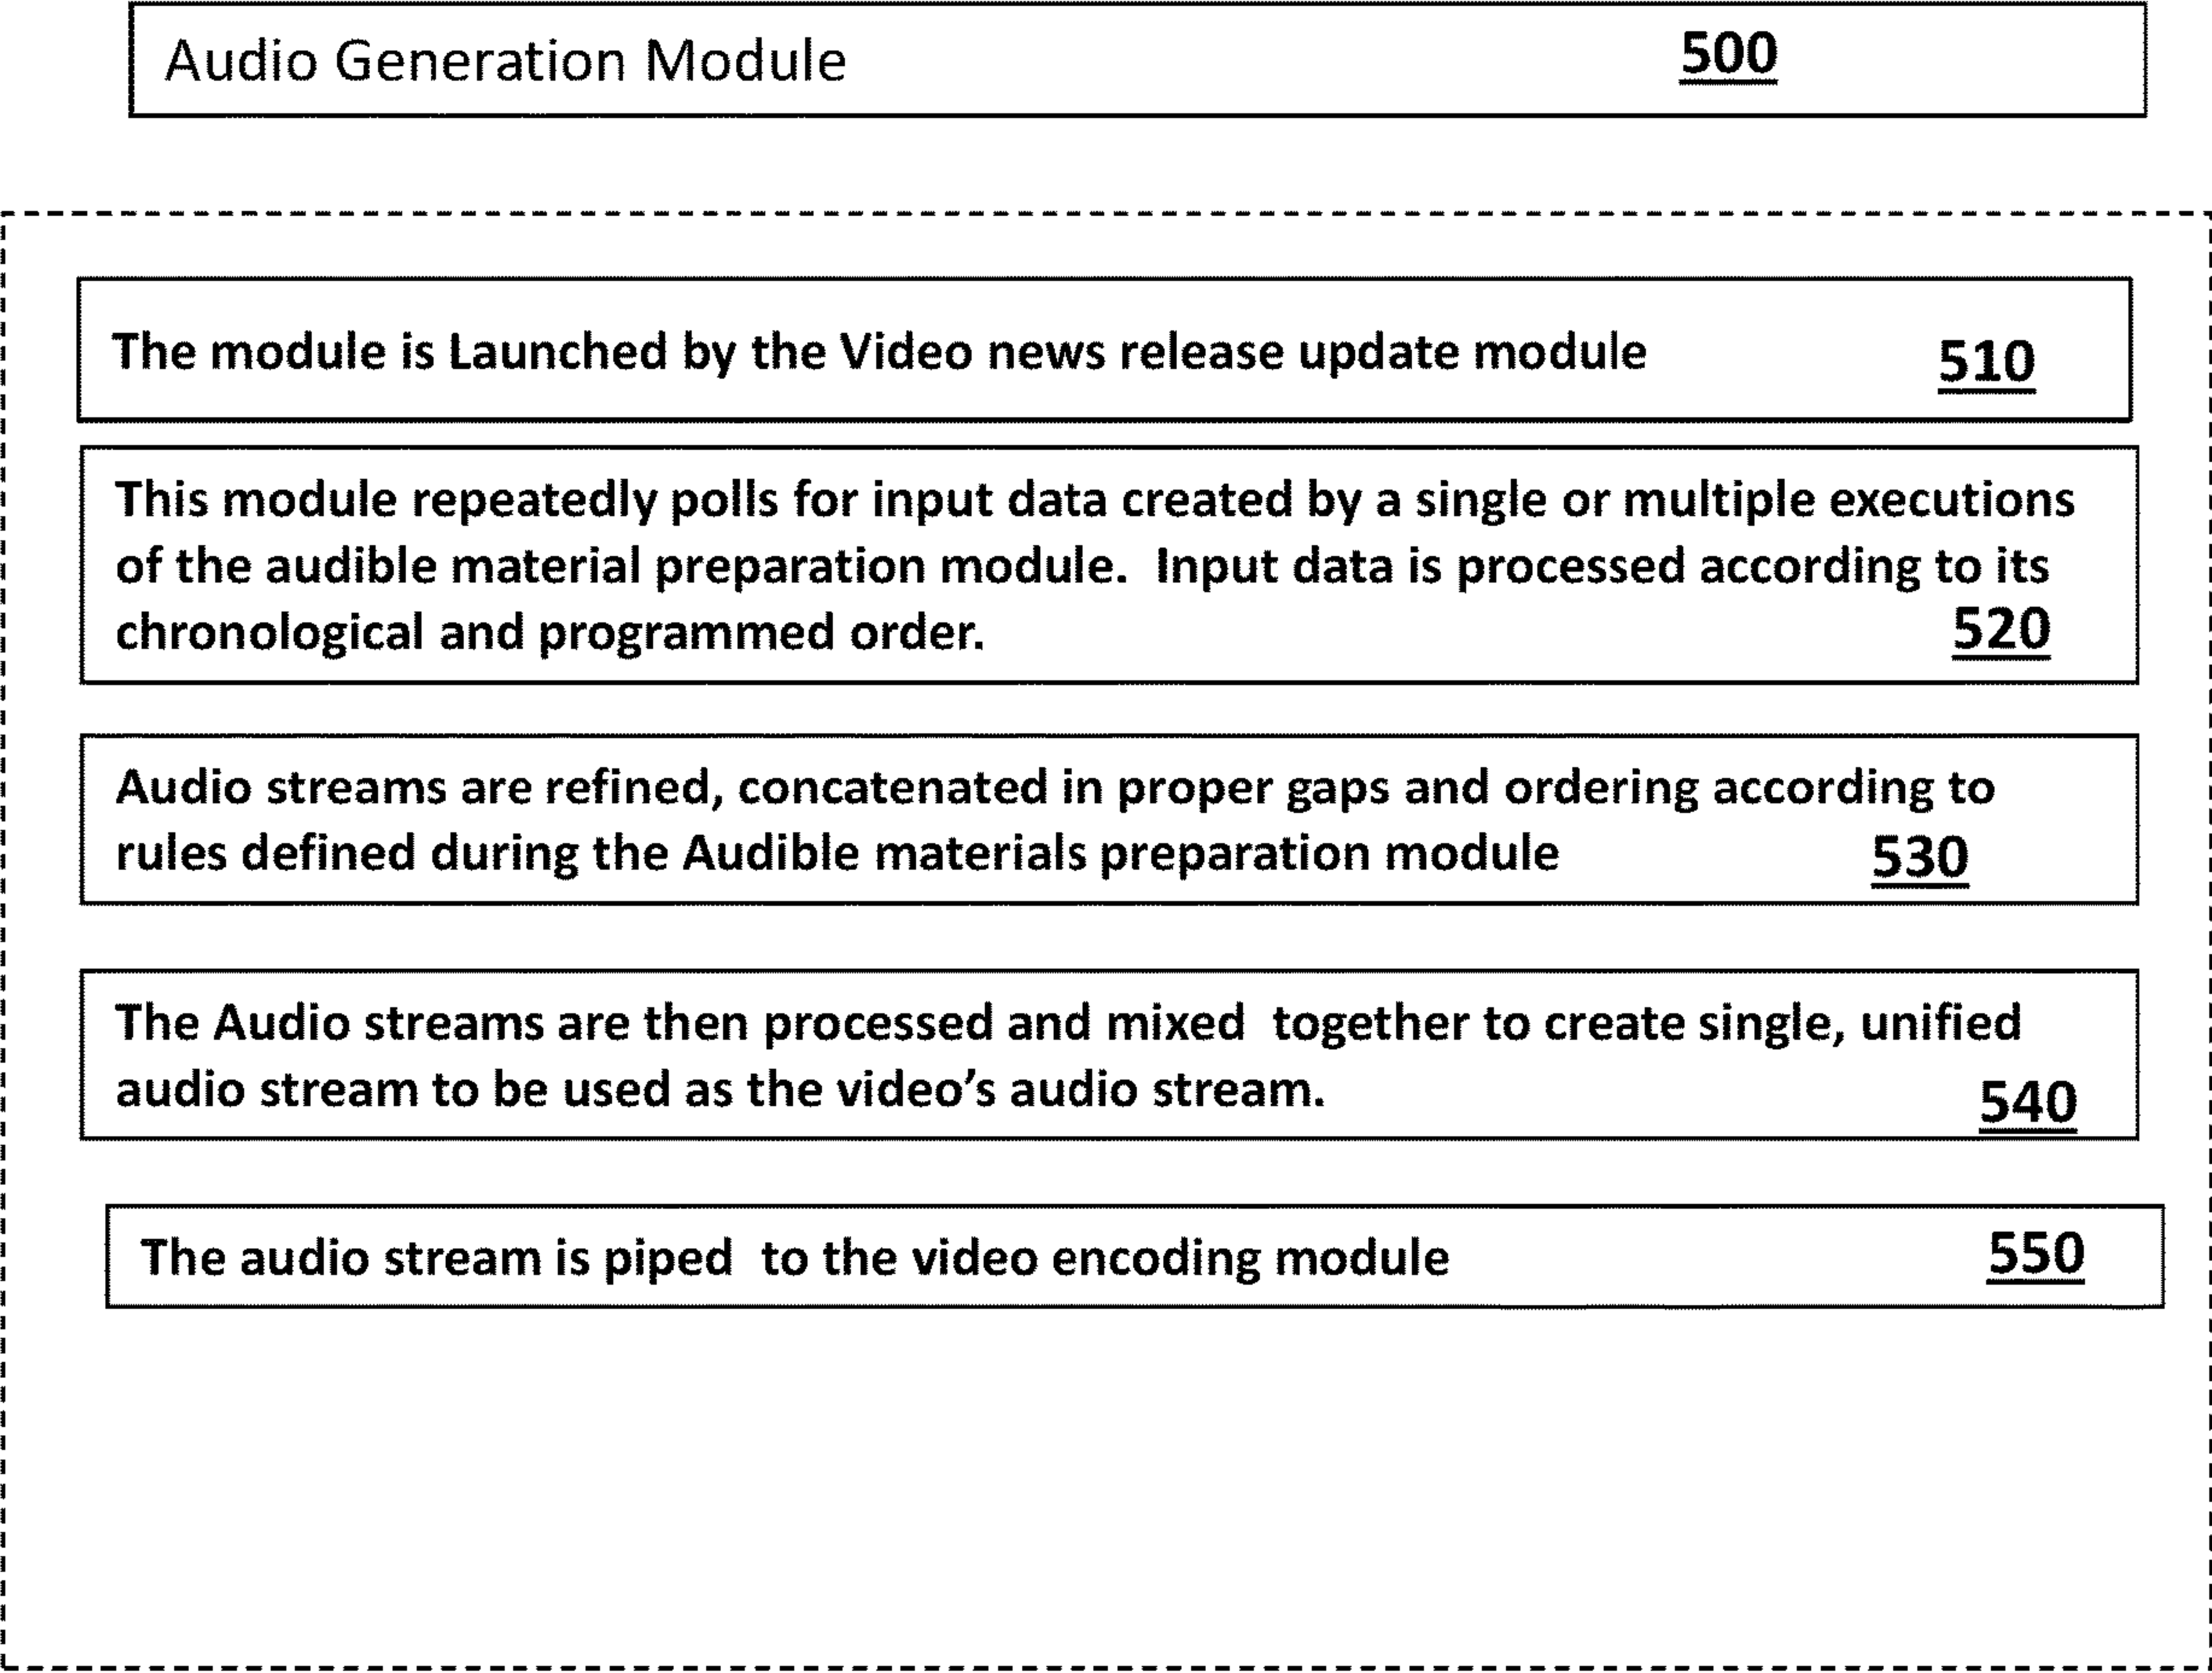 Audio Generation Module 500
The module is Launched by the Video news release update module 510
This module repeatedly polls for input data created by a single or multiple executions
of the audible material preparation module. Input data is processed according to its
chronological and programmed order. 520
Audio streams are refined, concatenated in proper gaps and ordering according to
rules defined during the Audible materials preparation module 530
The Audio streams are then processed and mixed together to create single, unified
audio stream to be used as the video's audio stream. 540
The audio stream is piped to the video encoding module 550